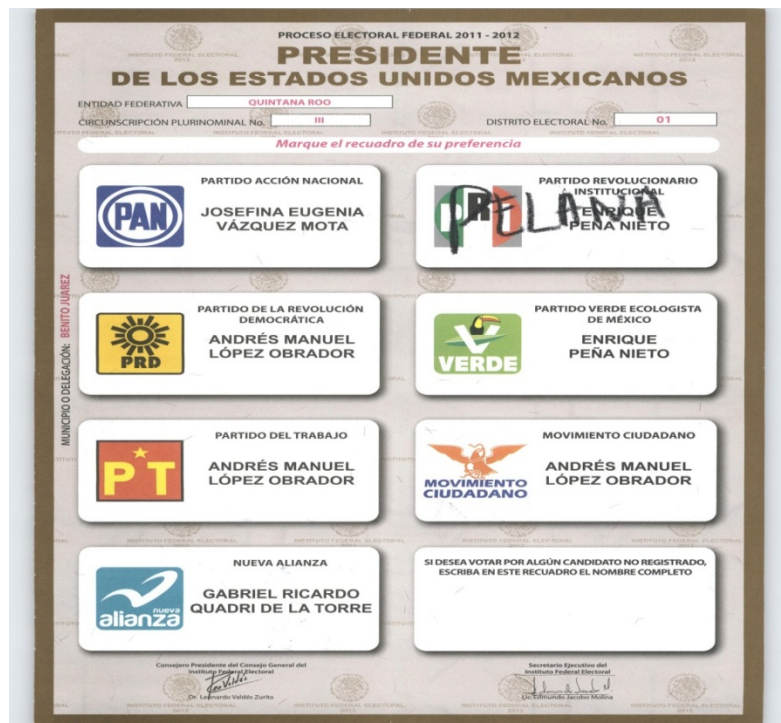 PROCESO ELECTORAL FEDERAL 2011 - 2012
PRESIDENTE
DE LOS ESTADOS UNIDOS MEXICANOS
ENTIDAD FEDERATIVA QUINTANA ROO
CIRCUNSCRIPCIÓN PLURINOMINAL No. III
DISTRITO ELECTORAL No. 01
Marque el recuadro de su preferencia
MUNICIPIO O DELEGACIÓN: BENITO JUAREZ
PAN
PARTIDO ACCIÓN NACIONAL
JOSEFINA EUGENIA
VÁZQUEZ MOTA
PARTIDO REVOLUCIONARIO
INSTITUCIONAL
ENRIQUE
PEÑA NIETO
PRD
PARTIDO DE LA REVOLUCIÓN
DEMOCRÁTICA
ANDRÉS MANUEL
LÓPEZ OBRADOR
VERDE
PARTIDO VERDE ECOLOGISTA
DE MÉXICO
ENRIQUE
PEÑA NIETO
PT
PARTIDO DEL TRABAJO
ANDRÉS MANUEL
LÓPEZ OBRADOR
MOVIMIENTO
CIUDADANO
MOVIMIENTO CIUDADANO
ANDRÉS MANUEL
LÓPEZ OBRADOR
nueva
alianza
NUEVA ALIANZA
GABRIEL RICARDO
QUADRI DE LA TORRE
SI DESEA VOTAR POR ALGÚN CANDIDATO NO REGISTRADO,
ESCRIBA EN ESTE RECUADRO EL NOMBRE COMPLETO
Consejero Presidente del Consejo General del
Instituto Federal Electoral
Dr. Leonardo Valdés Zurita
Secretario Ejecutivo del
Instituto Federal Electoral
Lic. Edmundo Jacobo Molina